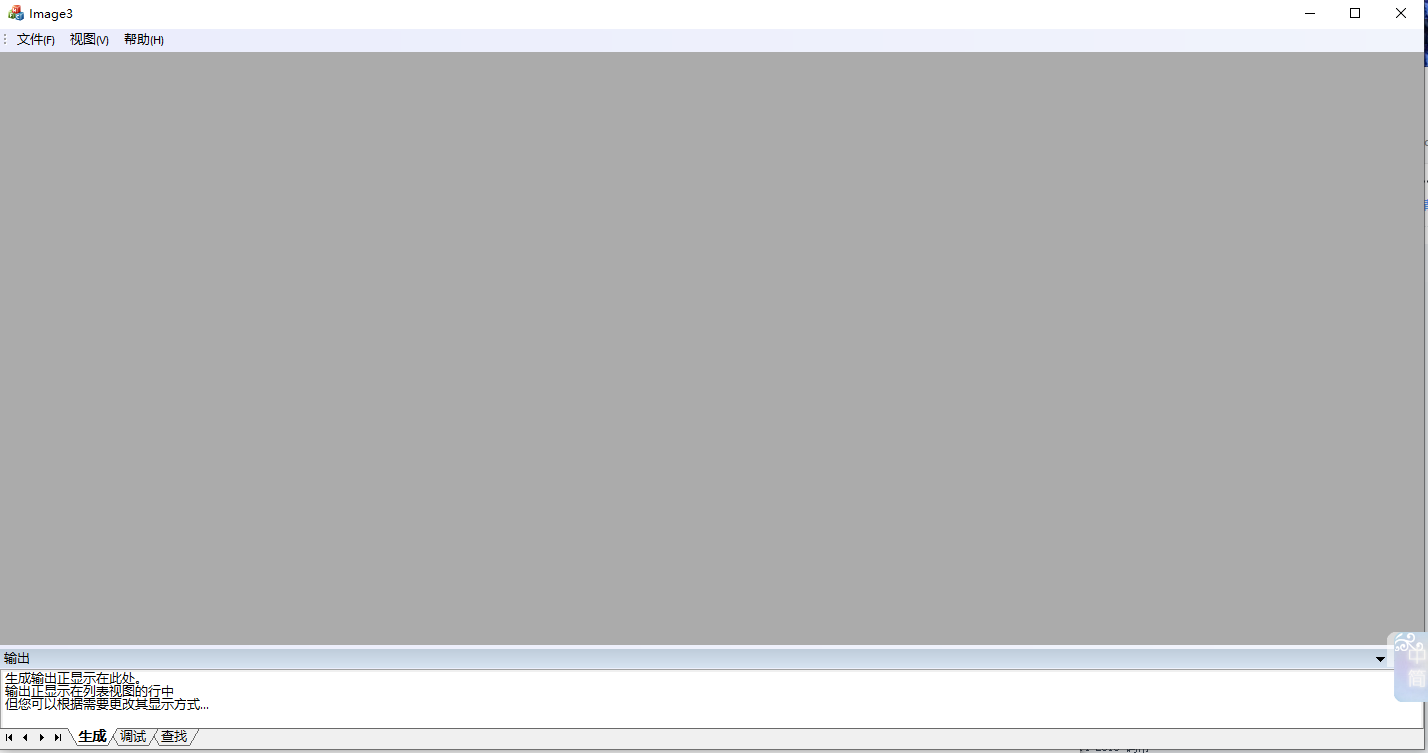 Image3
文件(F) 视图(V) 帮助(H)
输出
生成输出正显示在此处。
输出正显示在列表视图的行中
但您可以根据需要更改其显示方式...
生成 调试 查找
中
简